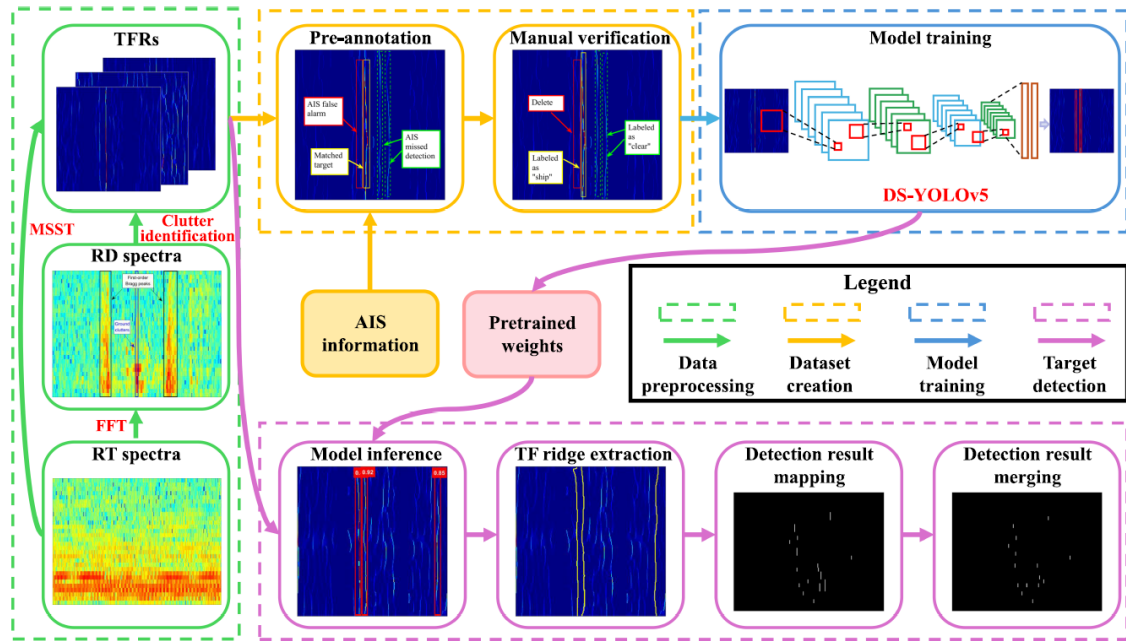 TFRs
MSST
Clutter
identification
RD spectra
First-order
Bragg peaks
Ground
clutters
FFT
RT spectra
Pre-annotation
AIS false
alarm
AIS
missed
detection
Matched
target
Manual verification
Delete
Labeled
as
"clear"
Labeled
as
"ship"
Model training
DS-YOLOv5
AIS
information
Pretrained
weights
Legend
Data
preprocessing
Dataset
creation
Model
training
Target
detection
Model inference
0.
0.92
TF ridge extraction
Detection result
mapping
Detection result
merging